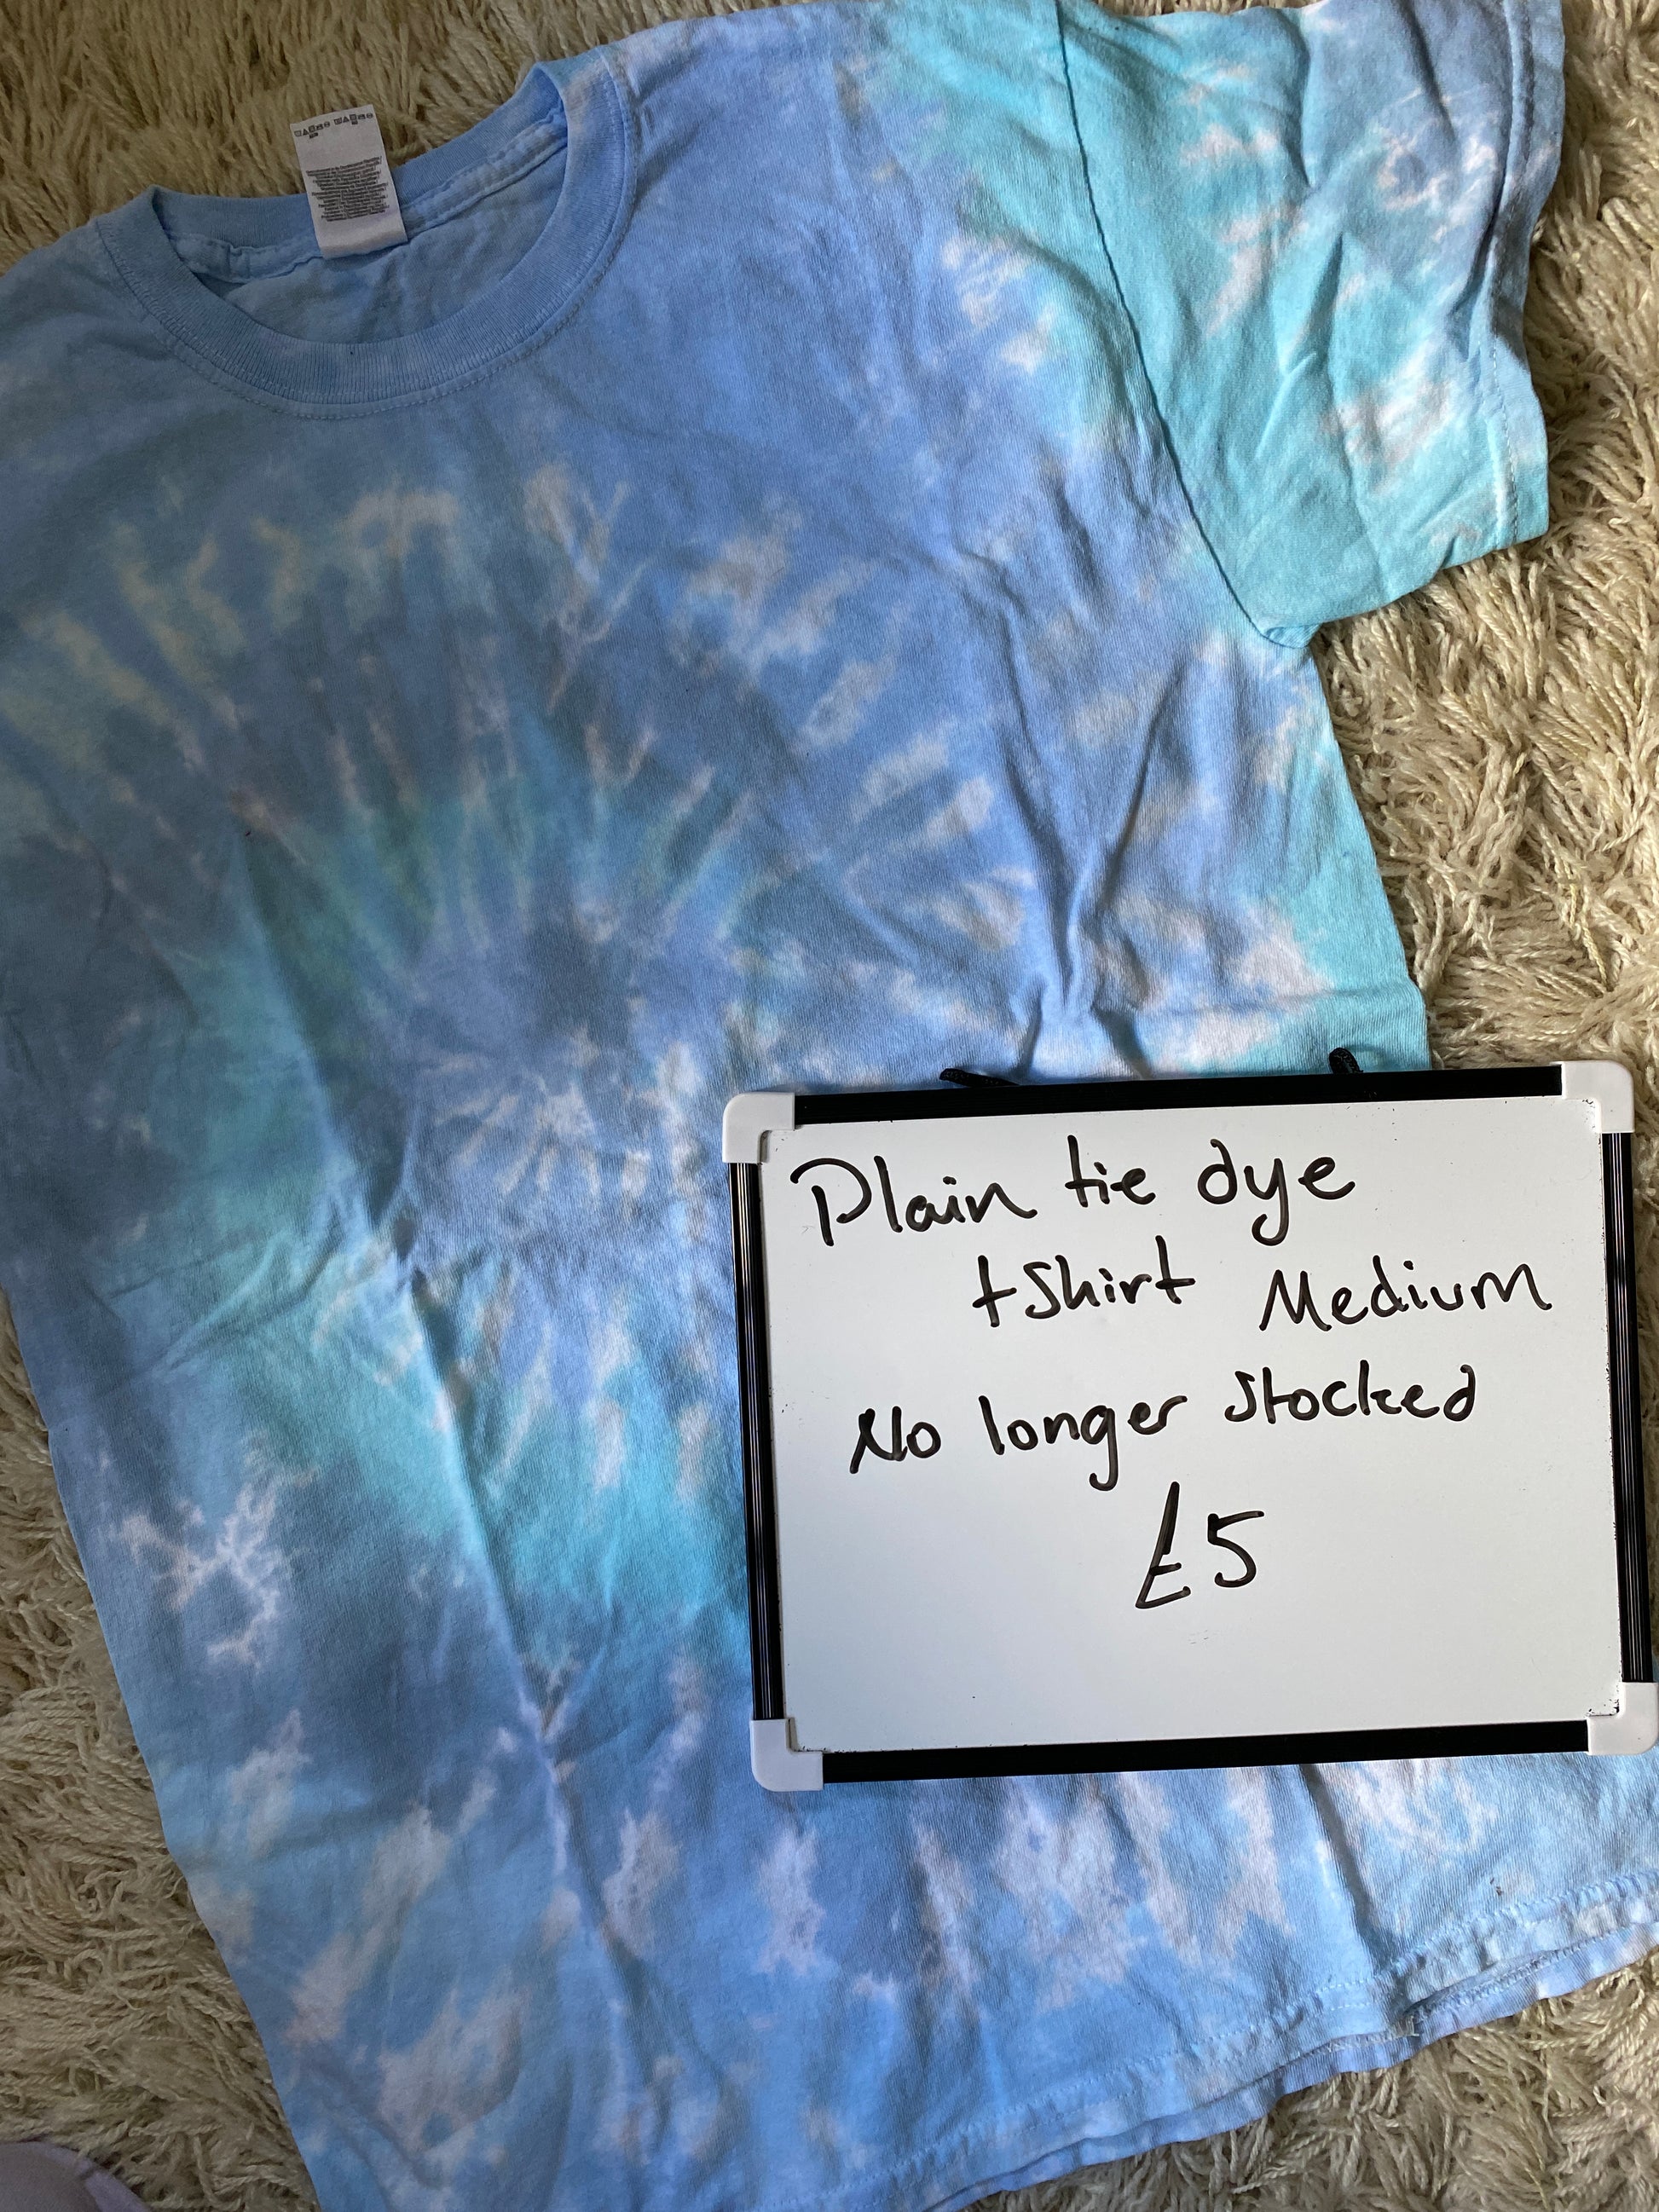 Plain tie dye
tshirt Medium
No longer stocked
£5